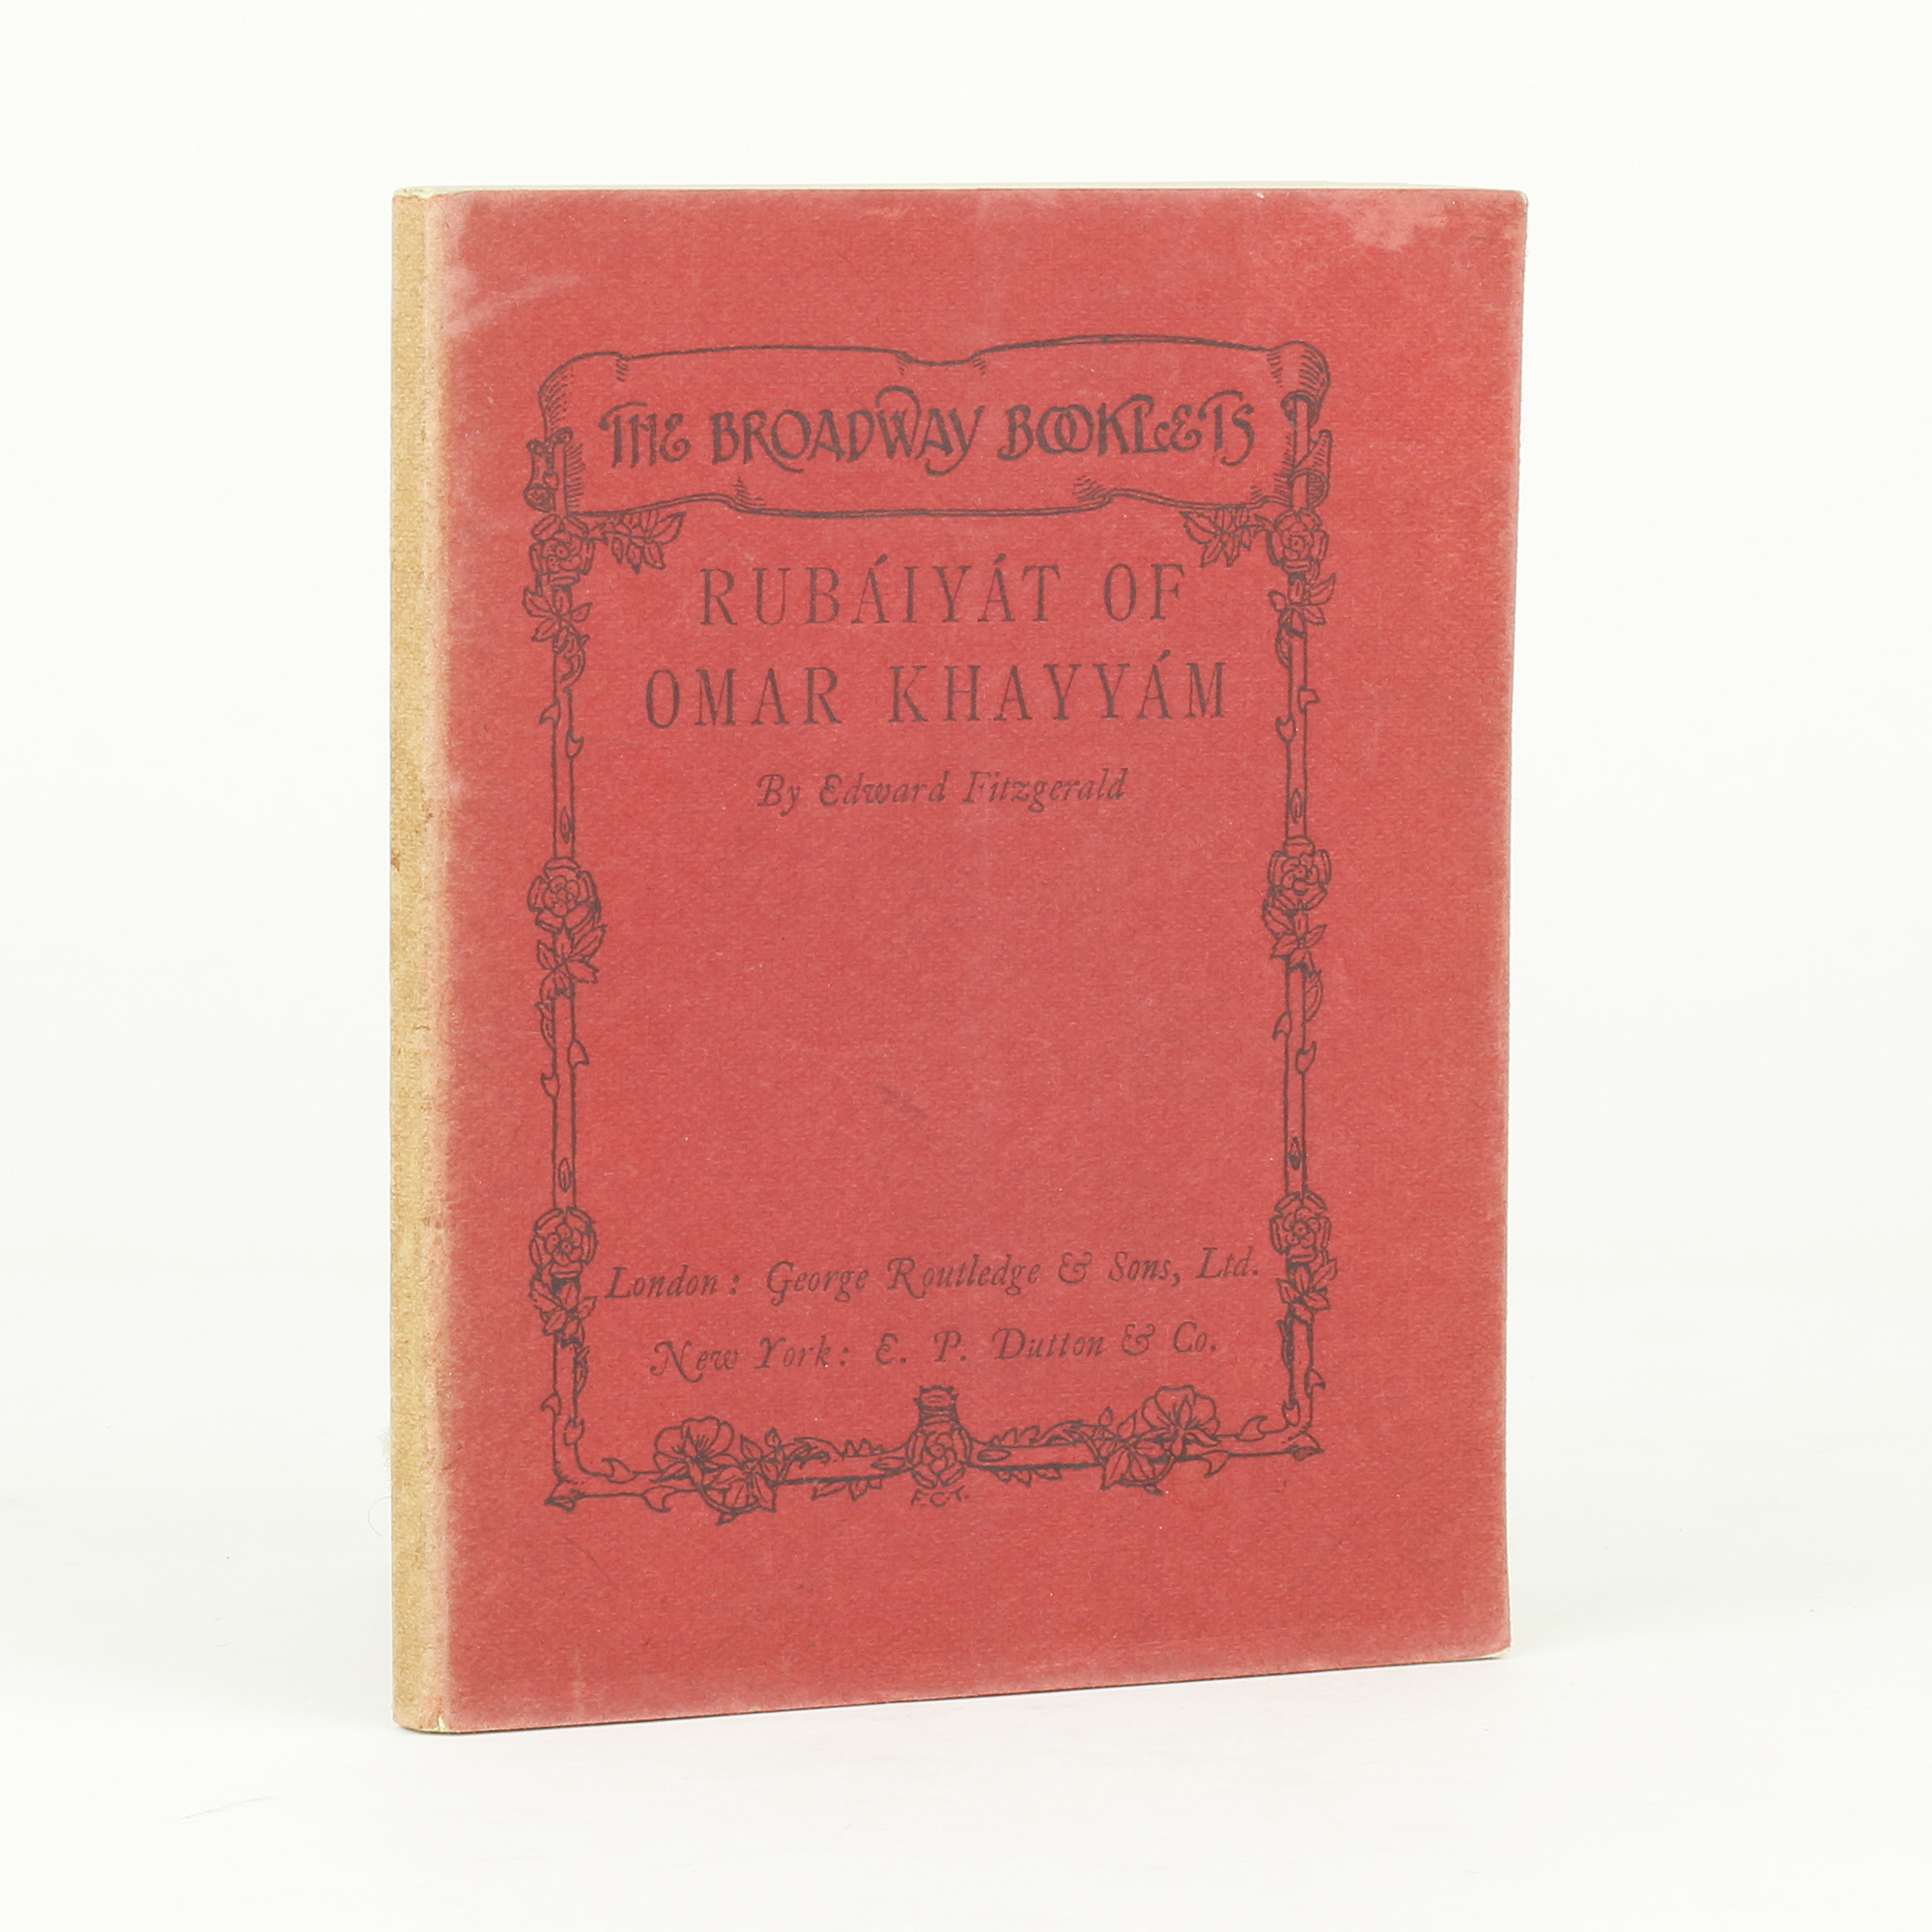 THE BROADWAY BOOKLETS
RUBÁIYÁT OF
OMAR KHAYYÁM
By Edward Fitzgerald
London: George Routledge & Sons, Ltd.
New York: E. P. Dutton & Co.
F.C.T.